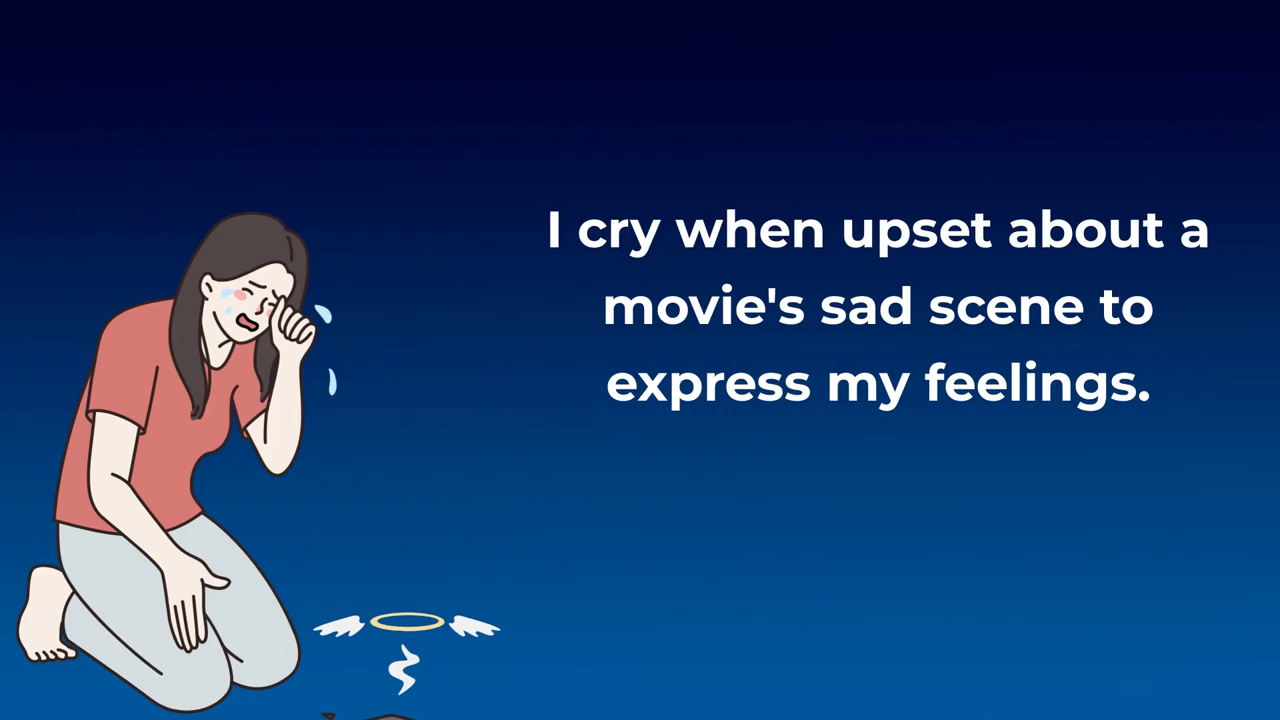 I cry when upset about a
movie's sad scene to
express my feelings.